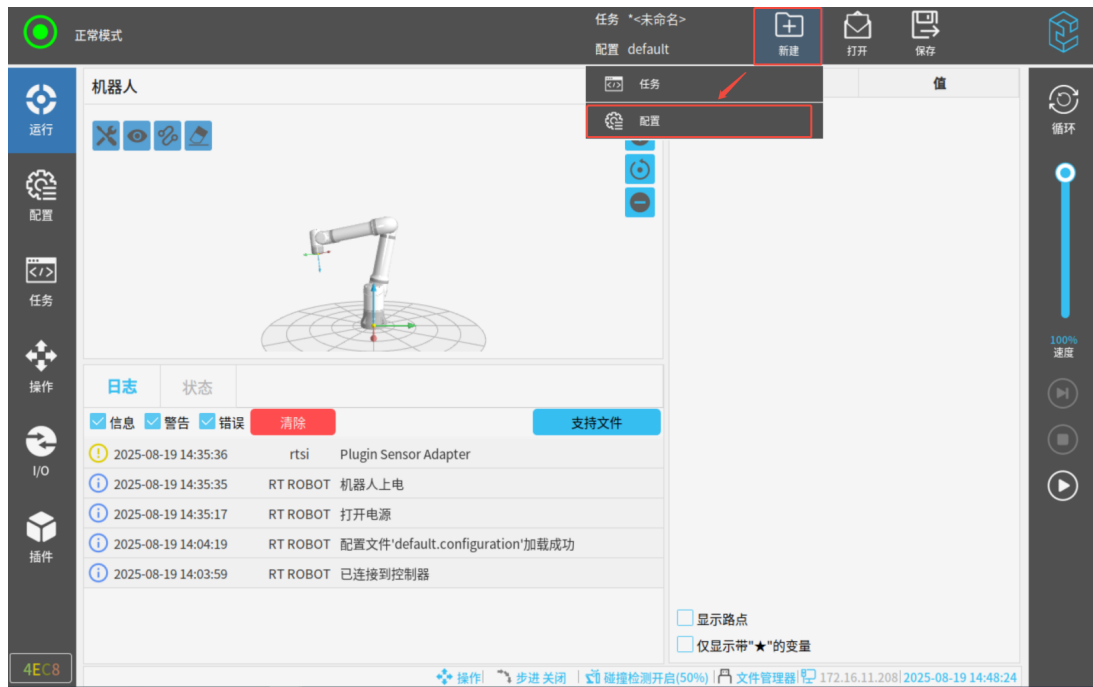 正常模式
任务 *<未命名>
配置 default
新建
打开
保存
任务
配置
运行
配置
任务
操作
I/O
插件
4EC8
机器人
值
循环
100%
速度
日志 状态
信息 警告 错误 清除 支持文件
2025-08-19 14:35:36 rtsi Plugin Sensor Adapter
2025-08-19 14:35:35 RT ROBOT 机器人上电
2025-08-19 14:35:17 RT ROBOT 打开电源
2025-08-19 14:04:19 RT ROBOT 配置文件'default.configuration'加载成功
2025-08-19 14:03:59 RT ROBOT 已连接到控制器
显示路点
仅显示带"★"的变量
操作| 步进 关闭 | 碰撞检测开启(50%) | 文件管理器| 172.16.11.208| 2025-08-19 14:48:24